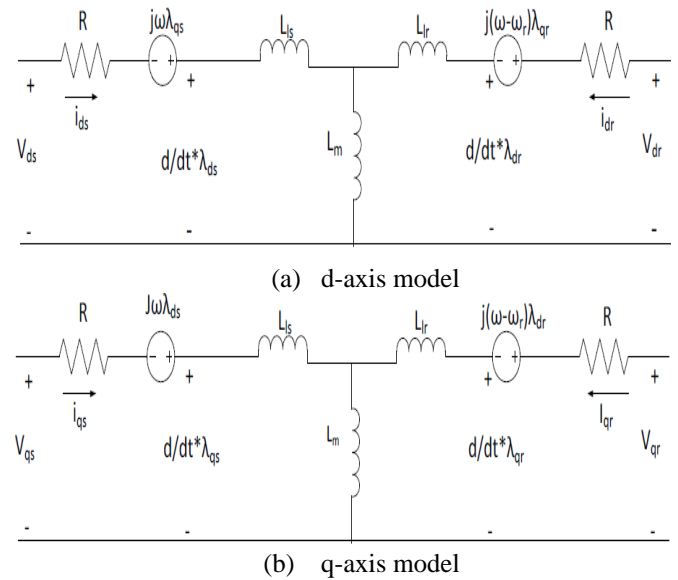 R jωλqs Lls Llr j(ω-ωr)λqr R
- + - +
+ + + +
ids idr
Vds d/dt*λds Lm d/dt*λdr Vdr
- - - -
(a) d-axis model
R Jωλds Lls Llr j(ω-ωr)λdr R
- + - +
+ + + +
iqs Iqr
Vqs d/dt*λqs Lm d/dt*λqr Vqr
- - - -
(b) q-axis model